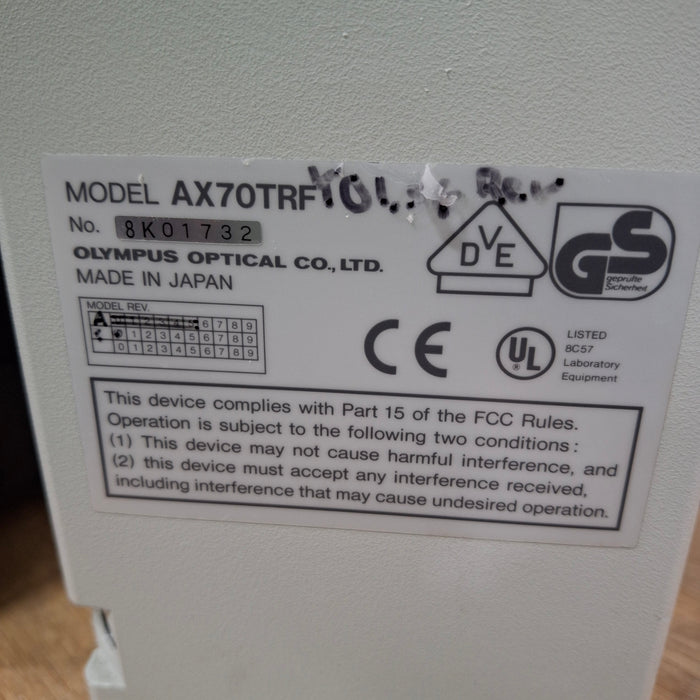 MODEL AX70TRF
No. 8K01732
OLYMPUS OPTICAL CO., LTD.
MADE IN JAPAN
DVE
GS
geprüfte
Sicherheit
MODEL REV.
A 6 7 8 9
1 2 3 4 5 6 7 8 9
0 1 2 3 4 5 6 7 8 9
CE
UL
LISTED
8C57
Laboratory
Equipment
This device complies with Part 15 of the FCC Rules.
Operation is subject to the following two conditions :
(1) This device may not cause harmful interference, and
(2) this device must accept any interference received,
including interference that may cause undesired operation.